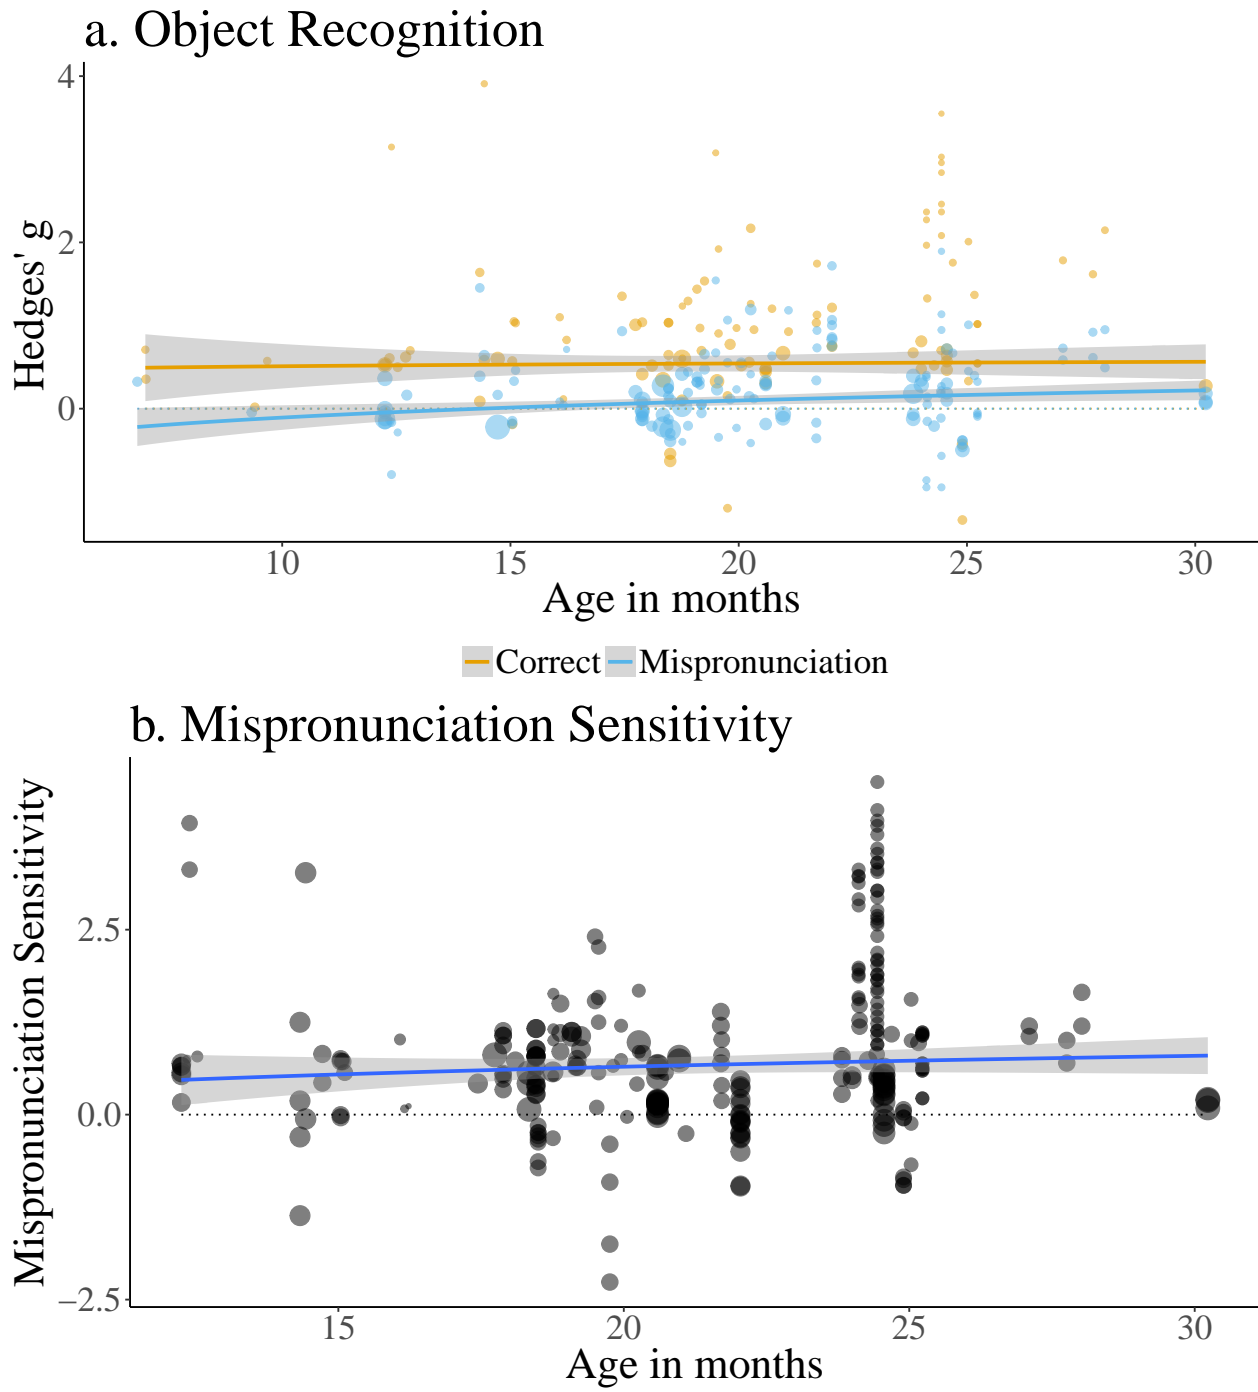 a. Object Recognition
4
2
0
Hedges' g
10 15 20 25 30
Age in months
Correct Mispronunciation
b. Mispronunciation Sensitivity
2.5
0.0
−2.5
Mispronunciation Sensitivity
15 20 25 30
Age in months